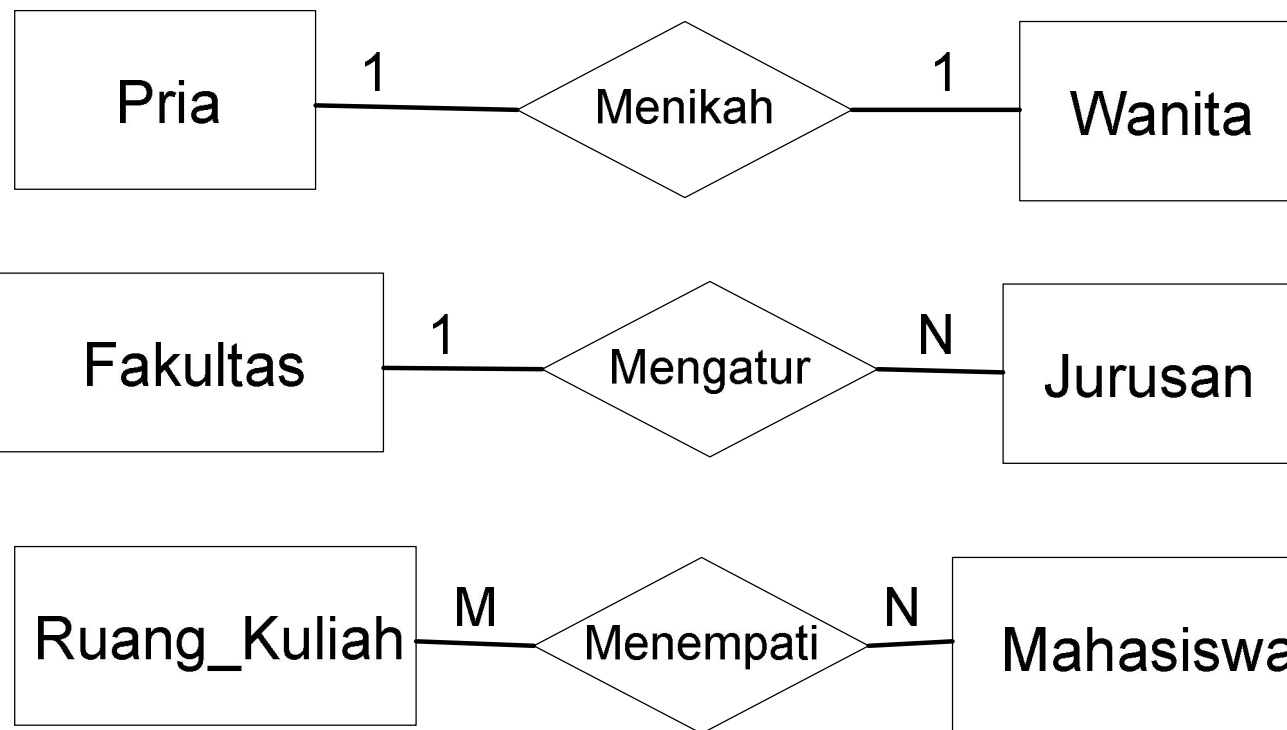 Pria 1 Menikah 1 Wanita
Fakultas 1 Mengatur N Jurusan
Ruang_Kuliah M Menempati N Mahasiswa